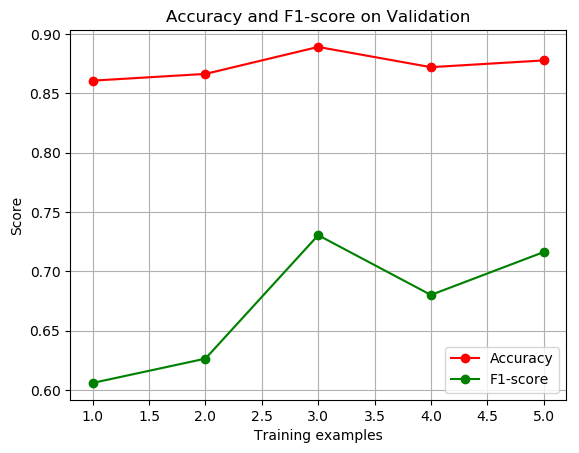 Accuracy and F1-score on Validation
0.90
0.85
0.80
0.75
0.70
0.65
0.60
Score
Accuracy
F1-score
1.0 1.5 2.0 2.5 3.0 3.5 4.0 4.5 5.0
Training examples